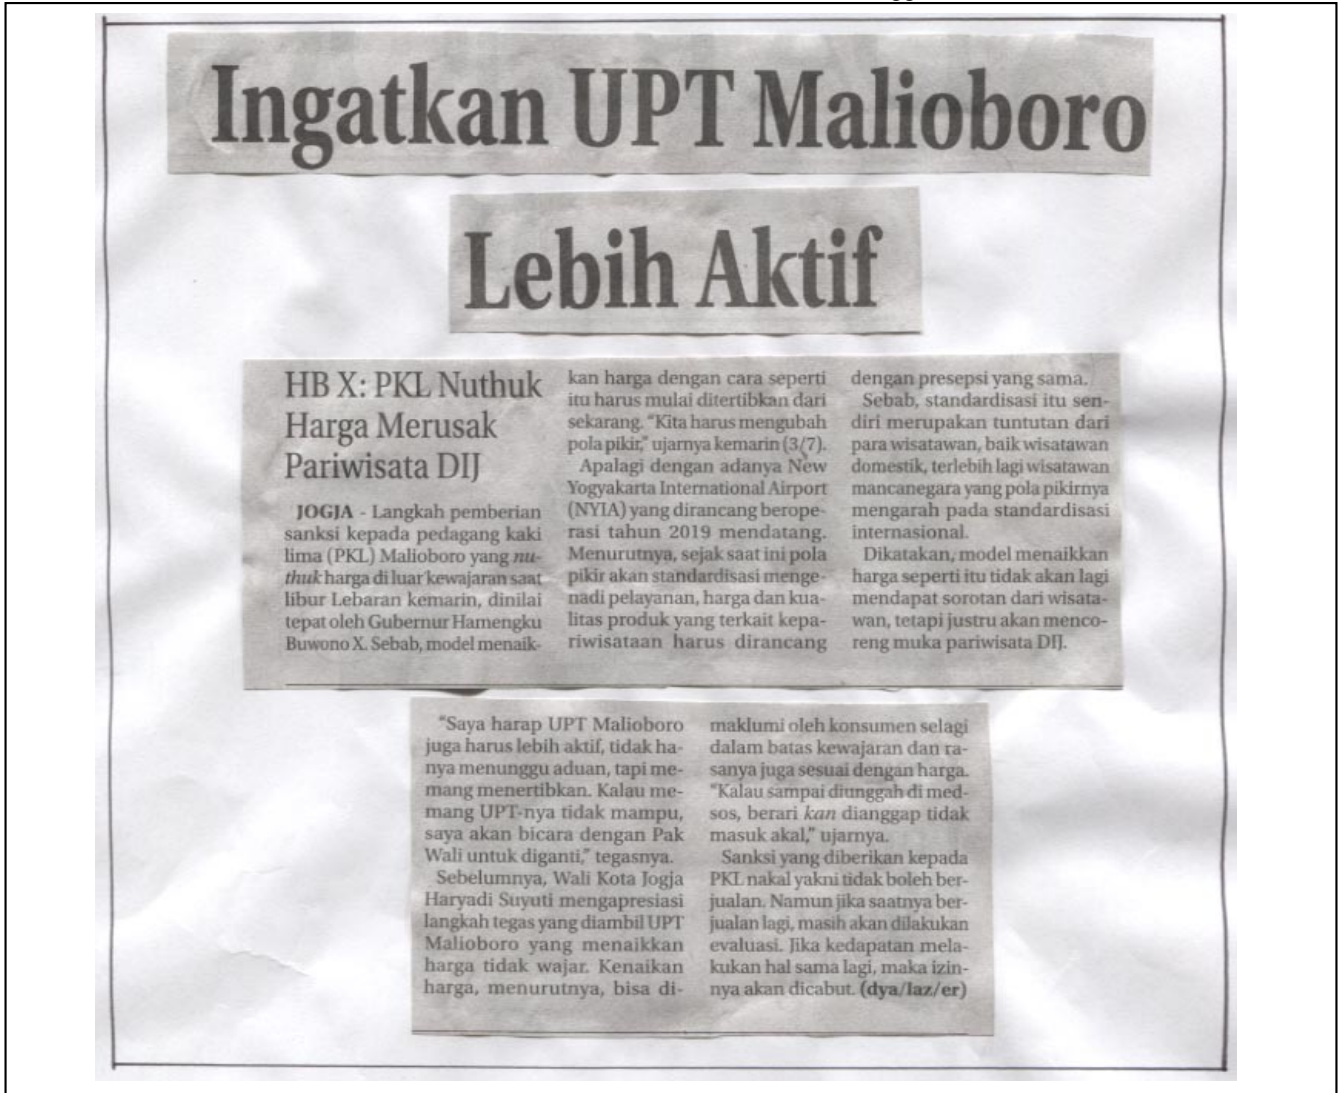 Ingatkan UPT Malioboro
Lebih Aktif
HB X: PKL Nuthuk
Harga Merusak
Pariwisata DIJ
JOGJA - Langkah pemberian
sanksi kepada pedagang kaki
lima (PKL) Malioboro yang nu-
thuk harga di luar kewajaran saat
libur Lebaran kemarin, dinilai
tepat oleh Gubernur Hamengku
Buwono X. Sebab, model menaik-
kan harga dengan cara seperti
itu harus mulai ditertibkan dari
sekarang. “Kita harus mengubah
pola pikir,” ujarnya kemarin (3/7).
Apalagi dengan adanya New
Yogyakarta International Airport
(NYIA) yang dirancang berope-
rasi tahun 2019 mendatang.
Menurutnya, sejak saat ini pola
pikir akan standardisasi menge-
nadi pelayanan, harga dan kua-
litas produk yang terkait kepa-
riwisataan harus dirancang
dengan presepsi yang sama.
Sebab, standardisasi itu sen-
diri merupakan tuntutan dari
para wisatawan, baik wisatawan
domestik, terlebih lagi wisatawan
mancanegara yang pola pikirnya
mengarah pada standardisasi
internasional.
Dikatakan, model menaikkan
harga seperti itu tidak akan lagi
mendapat sorotan dari wisata-
wan, tetapi justru akan menco-
reng muka pariwisata DIJ.
“Saya harap UPT Malioboro
juga harus lebih aktif, tidak ha-
nya menunggu aduan, tapi me-
mang menertibkan. Kalau me-
mang UPT-nya tidak mampu,
saya akan bicara dengan Pak
Wali untuk diganti,” tegasnya.
Sebelumnya, Wali Kota Jogja
Haryadi Suyuti mengapresiasi
langkah tegas yang diambil UPT
Malioboro yang menaikkan
harga tidak wajar. Kenaikan
harga, menurutnya, bisa di-
maklumi oleh konsumen selagi
dalam batas kewajaran dan ra-
sanya juga sesuai dengan harga.
“Kalau sampai diunggah di med-
sos, berari kan dianggap tidak
masuk akal,” ujarnya.
Sanksi yang diberikan kepada
PKL nakal yakni tidak boleh ber-
jualan. Namun jika saatnya ber-
jualan lagi, masih akan dilakukan
evaluasi. Jika kedapatan mela-
kukan hal sama lagi, maka izin-
nya akan dicabut. (dya/laz/er)